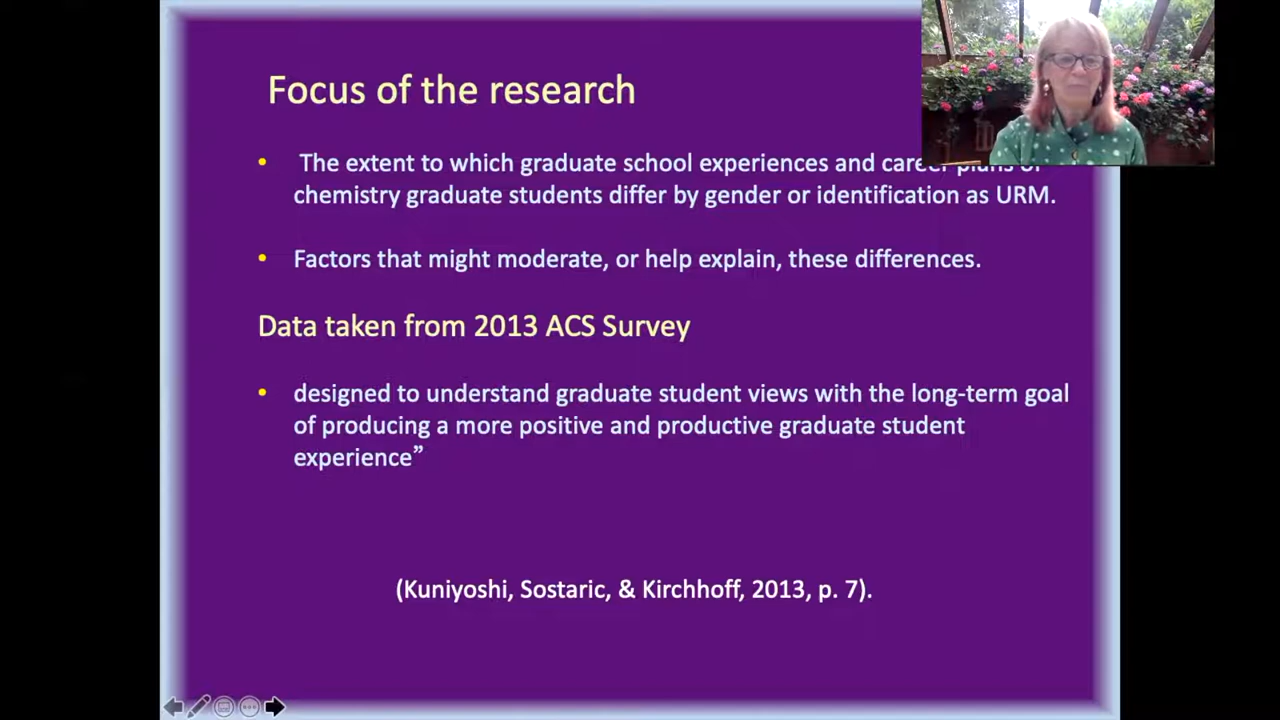 Focus of the research
• The extent to which graduate school experiences and career plans of
chemistry graduate students differ by gender or identification as URM.
• Factors that might moderate, or help explain, these differences.
Data taken from 2013 ACS Survey
• designed to understand graduate student views with the long-term goal
of producing a more positive and productive graduate student
experience”
(Kuniyoshi, Sostaric, & Kirchhoff, 2013, p. 7).